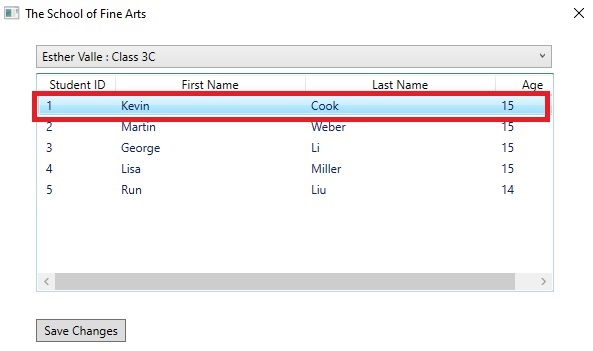 The School of Fine Arts
Esther Valle : Class 3C
Student ID First Name Last Name Age
1 Kevin Cook 15
2 Martin Weber 15
3 George Li 15
4 Lisa Miller 15
5 Run Liu 14
Save Changes